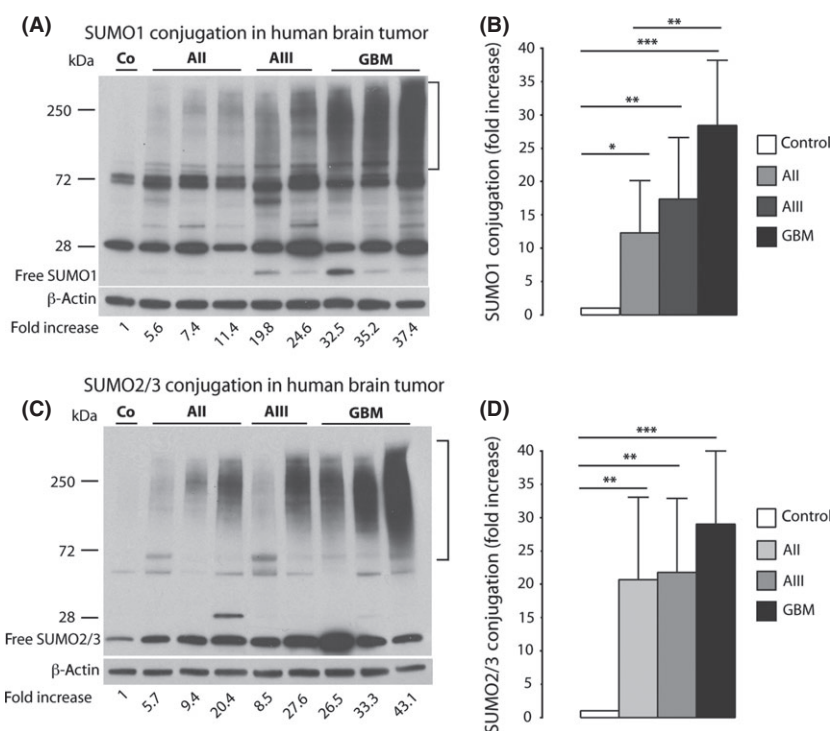 (A)
SUMO1 conjugation in human brain tumor
kDa
Co AII AIII GBM
250
72
28
Free SUMO1
β-Actin
Fold increase 1 5.6 7.4 11.4 19.8 24.6 32.5 35.2 37.4
(B)
SUMO1 conjugation (fold increase)
40
35
30
25
20
15
10
5
0
**
***
**
*
Control
AII
AIII
GBM
(C)
SUMO2/3 conjugation in human brain tumor
kDa
Co AII AIII GBM
250
72
28
Free SUMO2/3
β-Actin
Fold increase 1 5.7 9.4 20.4 8.5 27.6 26.5 33.3 43.1
(D)
SUMO2/3 conjugation (fold increase)
40
35
30
25
20
15
10
5
0
***
**
**
Control
AII
AIII
GBM